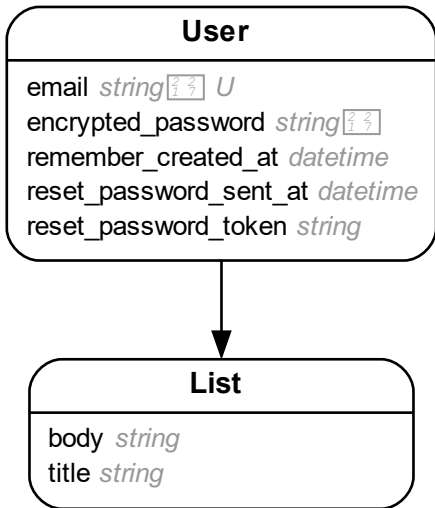 User
email string U
encrypted_password string
remember_created_at datetime
reset_password_sent_at datetime
reset_password_token string
List
body string
title string